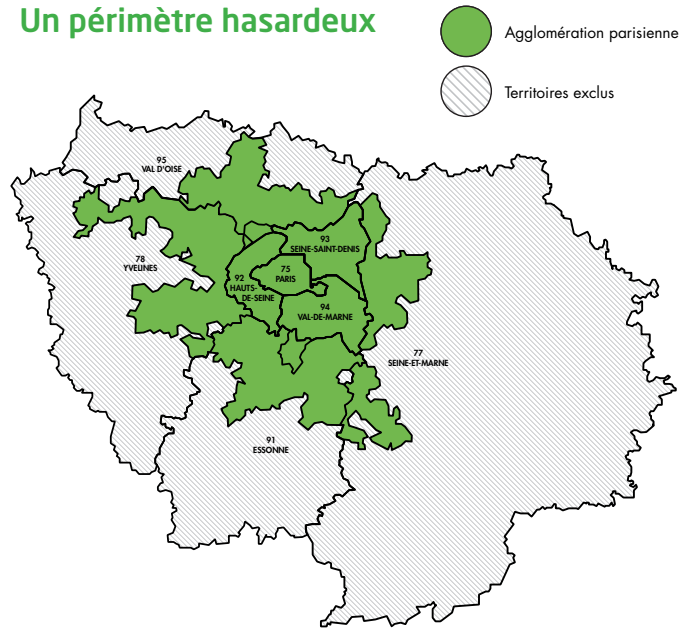 Un périmètre hasardeux
Agglomération parisienne
Territoires exclus
95
VAL D'OISE
93
SEINE-SAINT-DENIS
78
YVELINES
75
PARIS
92
HAUTS-
DE-SEINE
94
VAL-DE-MARNE
77
SEINE-ET-MARNE
91
ESSONNE